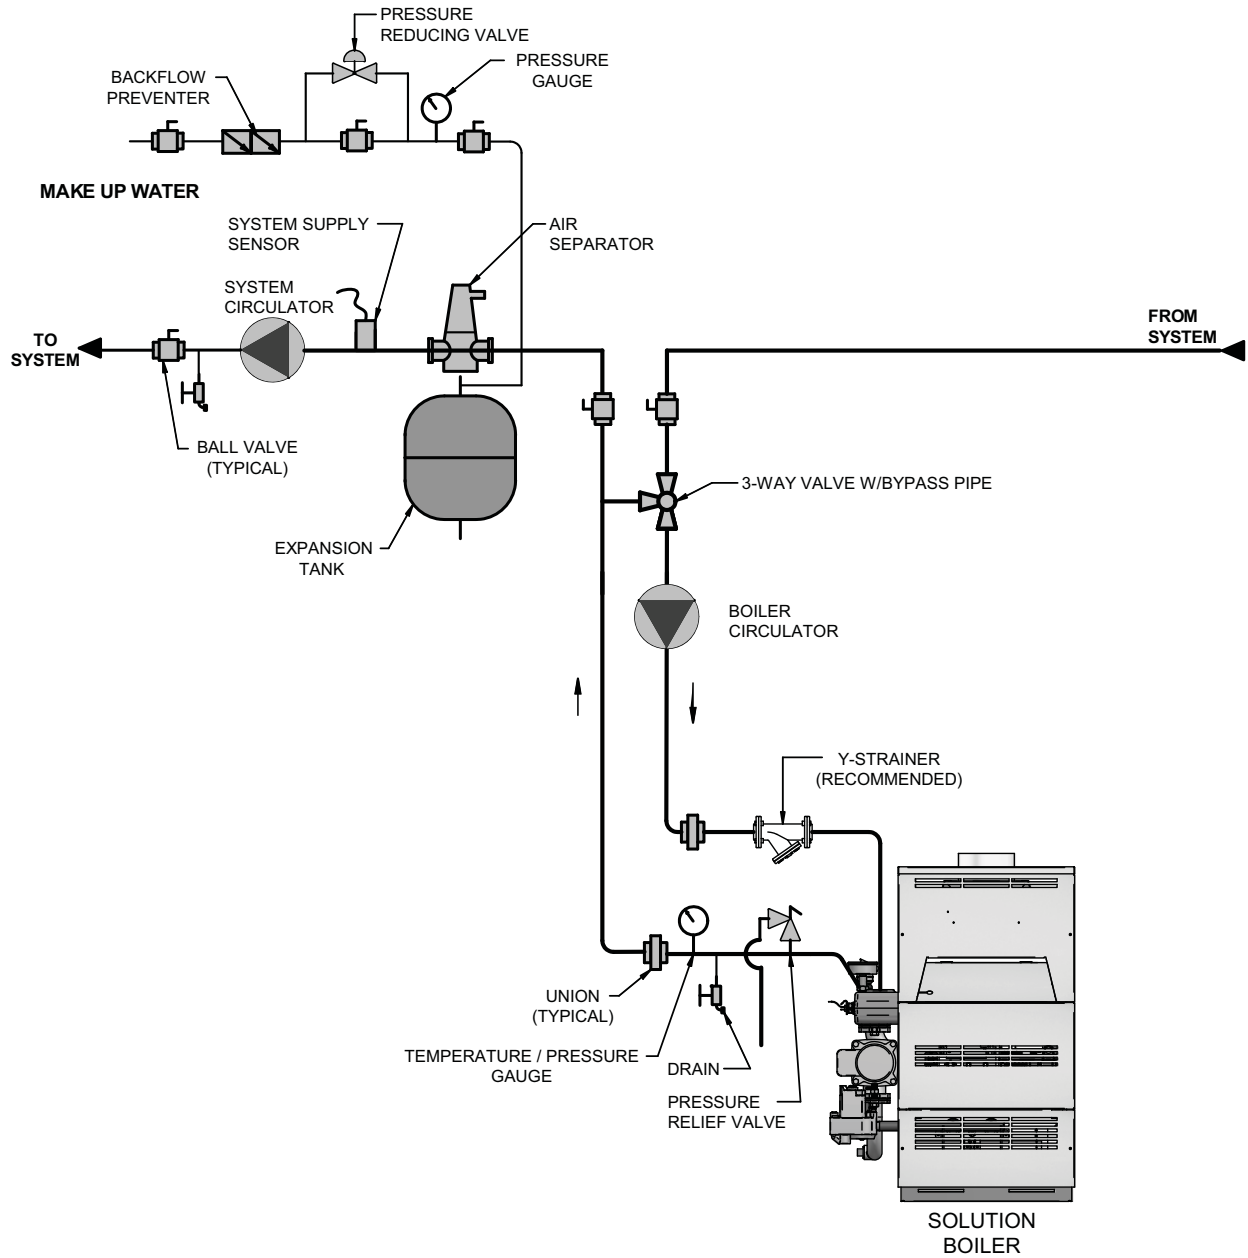 PRESSURE
REDUCING VALVE
PRESSURE
GAUGE
BACKFLOW
PREVENTER
MAKE UP WATER
SYSTEM SUPPLY
SENSOR
AIR
SEPARATOR
SYSTEM
CIRCULATOR
TO
SYSTEM
FROM
SYSTEM
BALL VALVE
(TYPICAL)
3-WAY VALVE W/BYPASS PIPE
EXPANSION
TANK
BOILER
CIRCULATOR
Y-STRAINER
(RECOMMENDED)
UNION
(TYPICAL)
TEMPERATURE / PRESSURE
GAUGE
DRAIN
PRESSURE
RELIEF VALVE
SOLUTION
BOILER